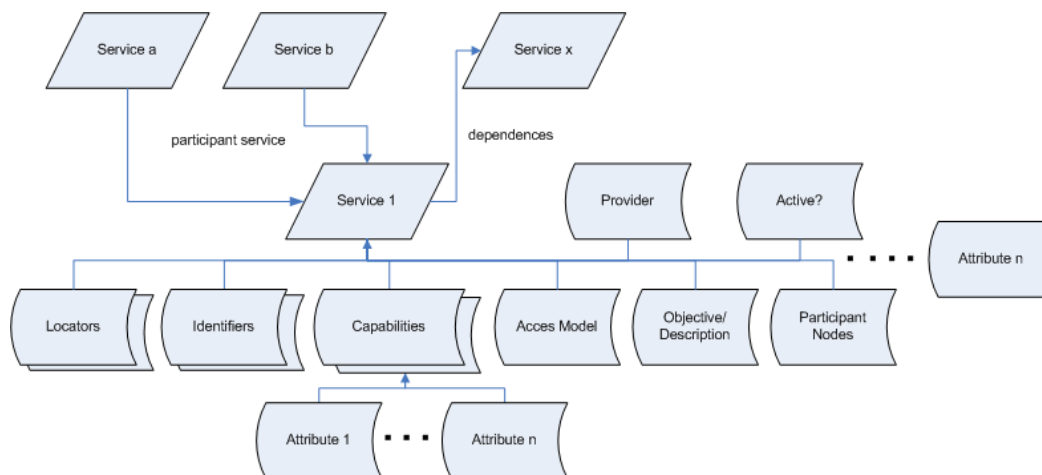 Service a
Service b
Service x
participant service
dependences
Service 1
Provider
Active?
Attribute n
Locators
Identifiers
Capabilities
Acces Model
Objective/
Description
Participant
Nodes
Attribute 1
Attribute n